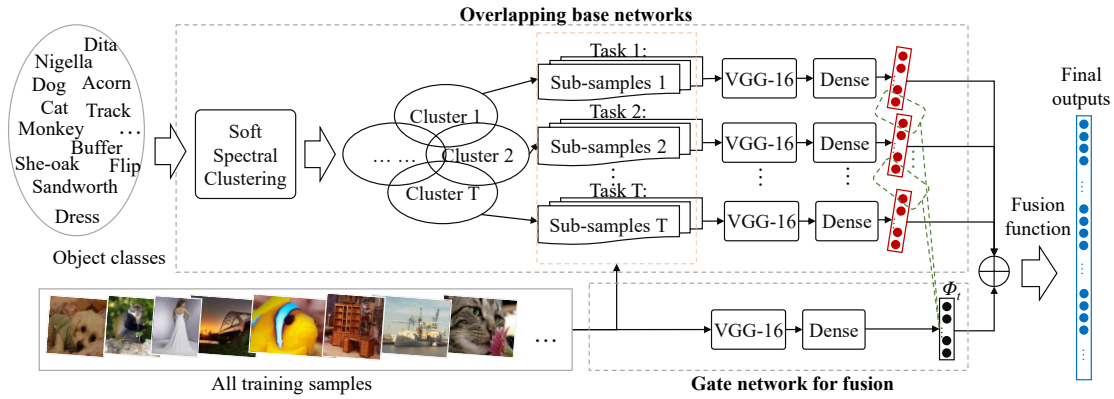 Overlapping base networks
Dita
Nigella
Dog
Acorn
Cat
Track
Monkey
...
Buffer
She-oak
Flip
Sandworth
Dress
Object classes
Soft
Spectral
Clustering
Cluster 1
... ...
Cluster 2
Cluster T
Task 1:
Sub-samples 1
VGG-16
Dense
Task 2:
Sub-samples 2
VGG-16
Dense
Task T:
Sub-samples T
VGG-16
Dense
Fusion
function
Final
outputs
All training samples
...
VGG-16
Dense
Φt
Gate network for fusion